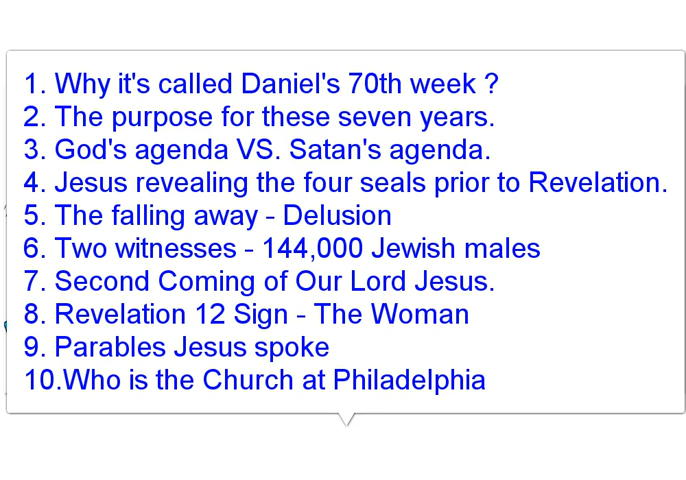 1. Why it's called Daniel's 70th week ?
2. The purpose for these seven years.
3. God's agenda VS. Satan's agenda.
4. Jesus revealing the four seals prior to Revelation.
5. The falling away - Delusion
6. Two witnesses - 144,000 Jewish males
7. Second Coming of Our Lord Jesus.
8. Revelation 12 Sign - The Woman
9. Parables Jesus spoke
10.Who is the Church at Philadelphia